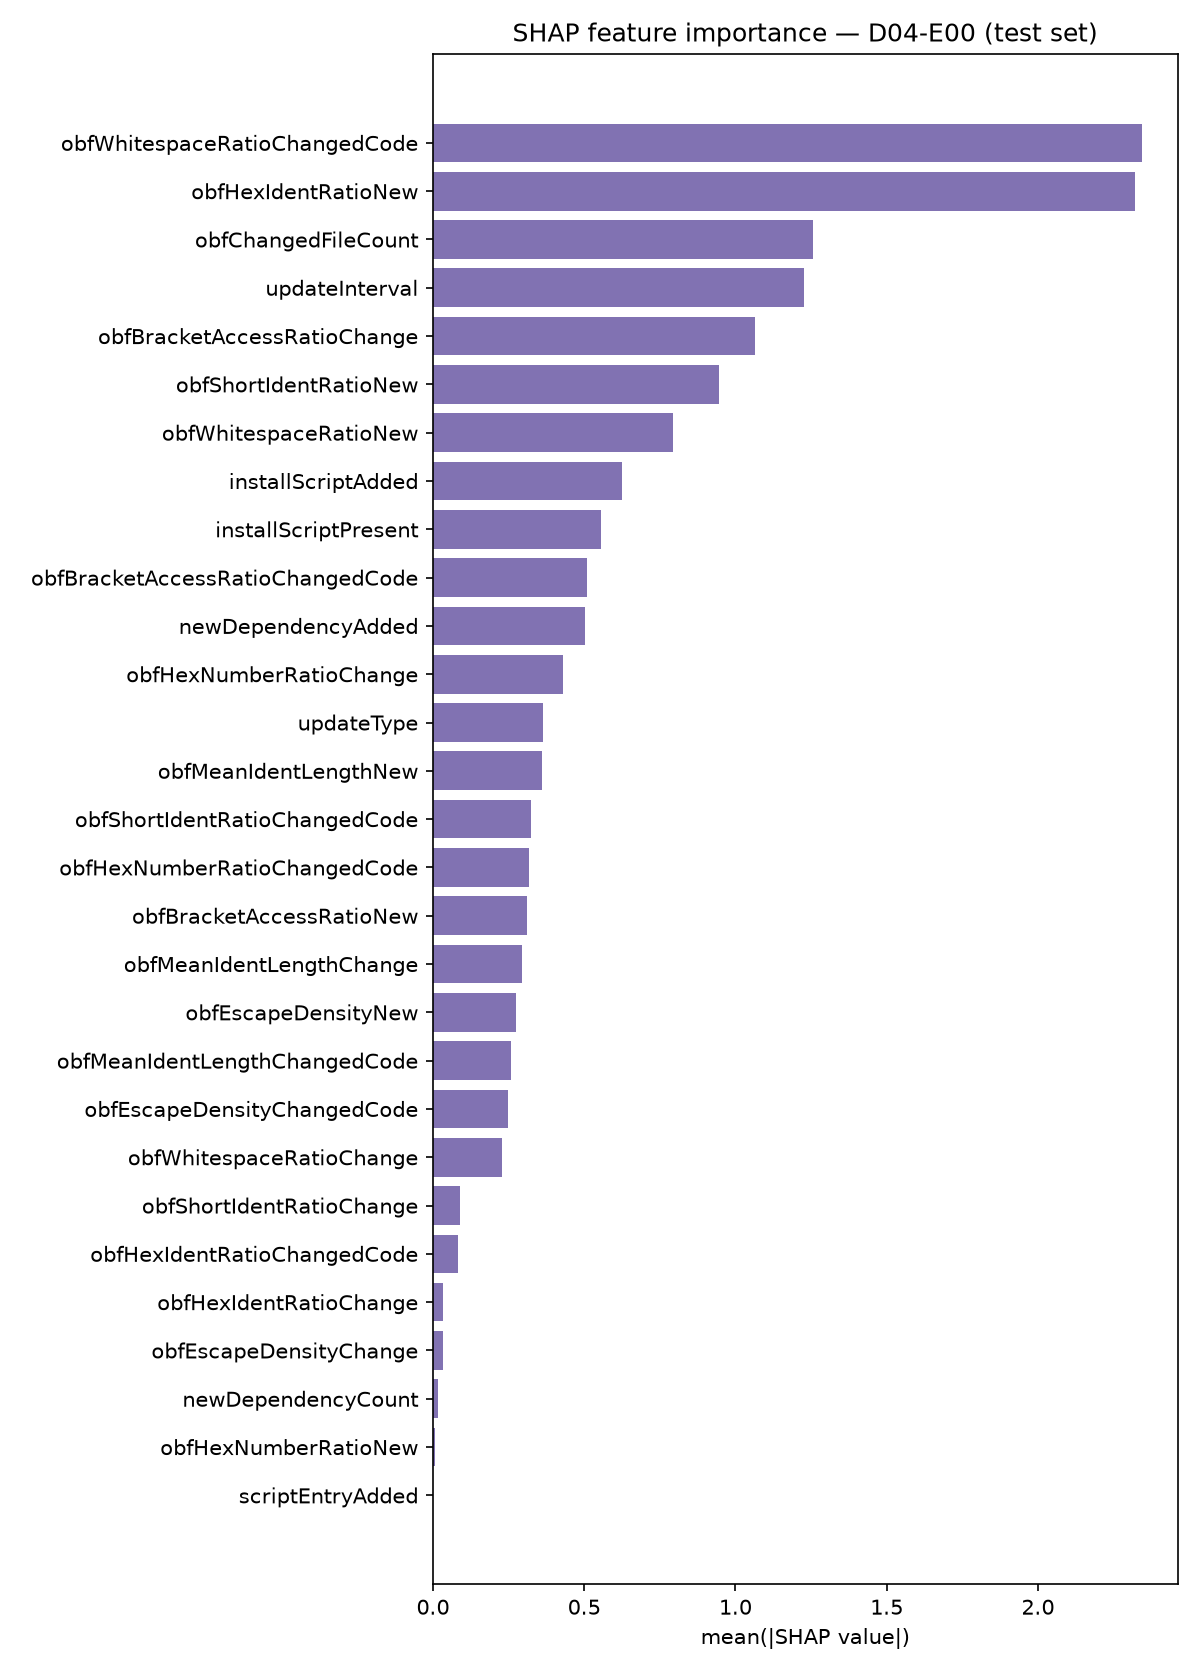 SHAP feature importance — D04-E00 (test set)
obfWhitespaceRatioChangedCode
obfHexIdentRatioNew
obfChangedFileCount
updateInterval
obfBracketAccessRatioChange
obfShortIdentRatioNew
obfWhitespaceRatioNew
installScriptAdded
installScriptPresent
obfBracketAccessRatioChangedCode
newDependencyAdded
obfHexNumberRatioChange
updateType
obfMeanIdentLengthNew
obfShortIdentRatioChangedCode
obfHexNumberRatioChangedCode
obfBracketAccessRatioNew
obfMeanIdentLengthChange
obfEscapeDensityNew
obfMeanIdentLengthChangedCode
obfEscapeDensityChangedCode
obfWhitespaceRatioChange
obfShortIdentRatioChange
obfHexIdentRatioChangedCode
obfHexIdentRatioChange
obfEscapeDensityChange
newDependencyCount
obfHexNumberRatioNew
scriptEntryAdded
0.0 0.5 1.0 1.5 2.0
mean(|SHAP value|)